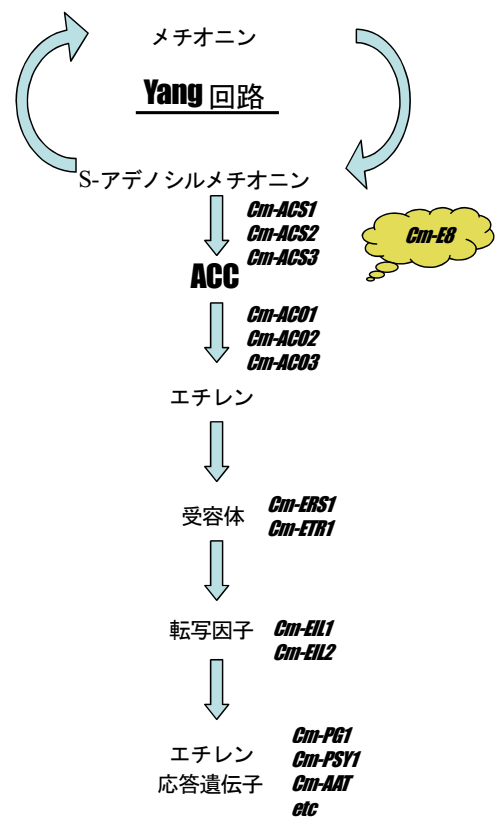 メチオニン
Yang 回路
S-アデノシルメチオニン
Cm-ACS1
Cm-ACS2
Cm-ACS3
Cm-E8
ACC
Cm-ACO1
Cm-ACO2
Cm-ACO3
エチレン
受容体
Cm-ERS1
Cm-ETR1
転写因子
Cm-EIL1
Cm-EIL2
エチレン
応答遺伝子
Cm-PG1
Cm-PSY1
Cm-AAT
etc